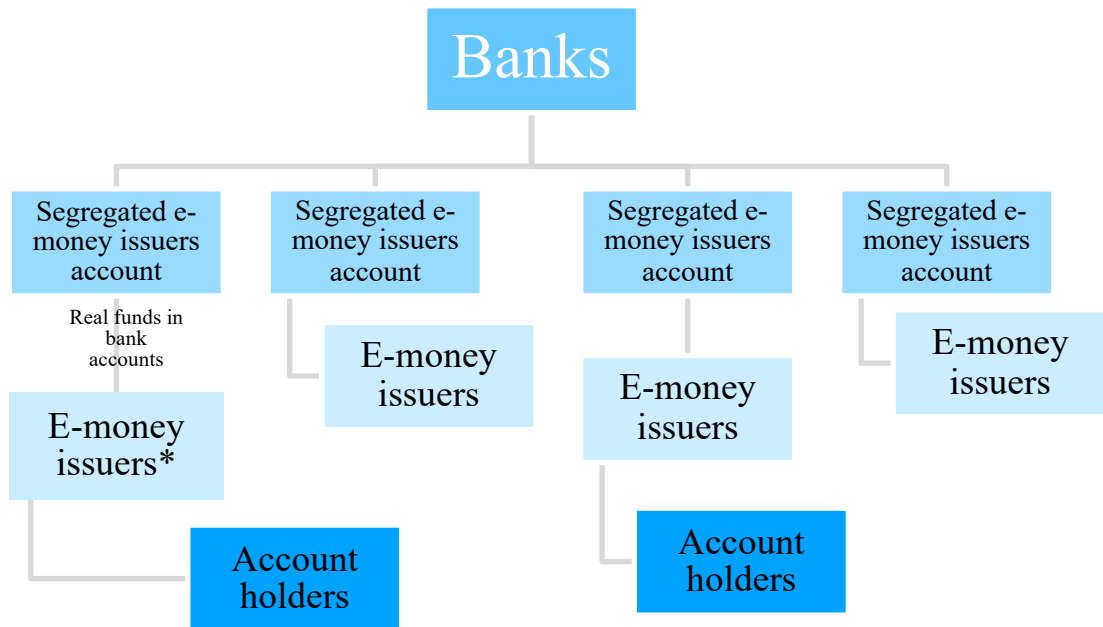 Banks
Segregated e-
money issuers
account
Segregated e-
money issuers
account
Segregated e-
money issuers
account
Segregated e-
money issuers
account
Real funds in
bank
accounts
E-money
issuers*
E-money
issuers
E-money
issuers
E-money
issuers
Account
holders
Account
holders